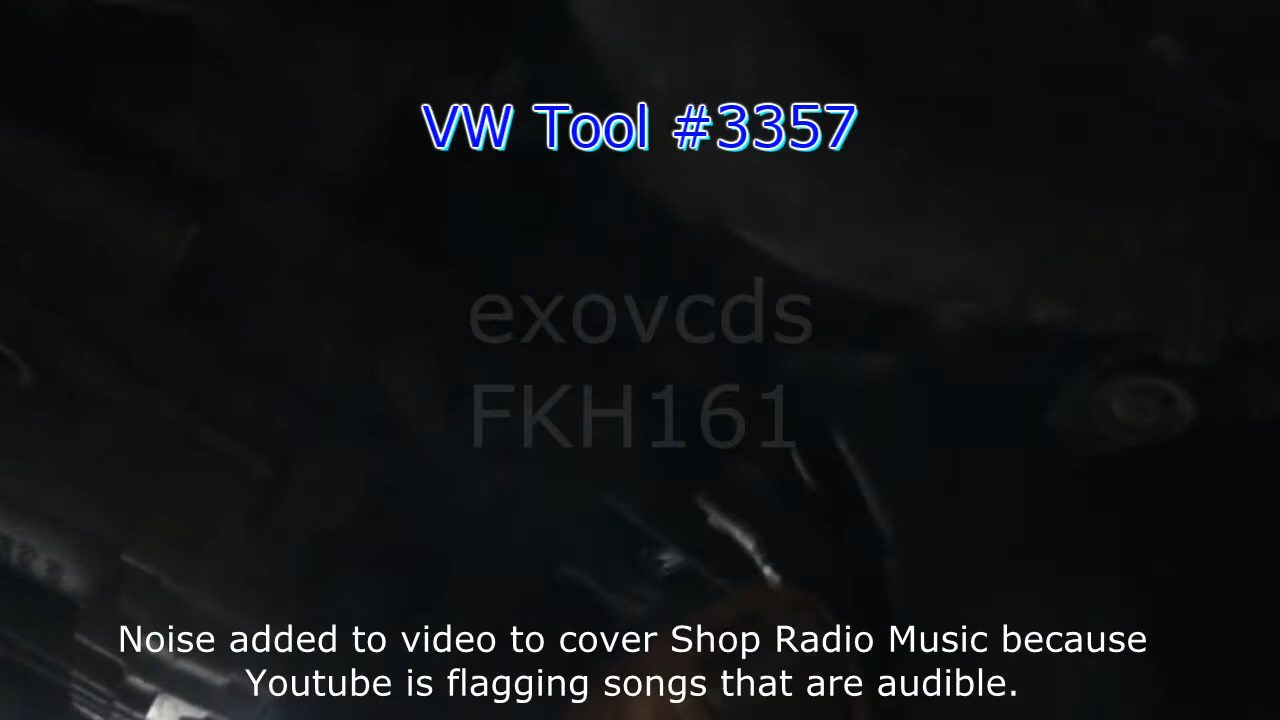 VW Tool #3357
exovcds
FKH161
Noise added to video to cover Shop Radio Music because
Youtube is flagging songs that are audible.